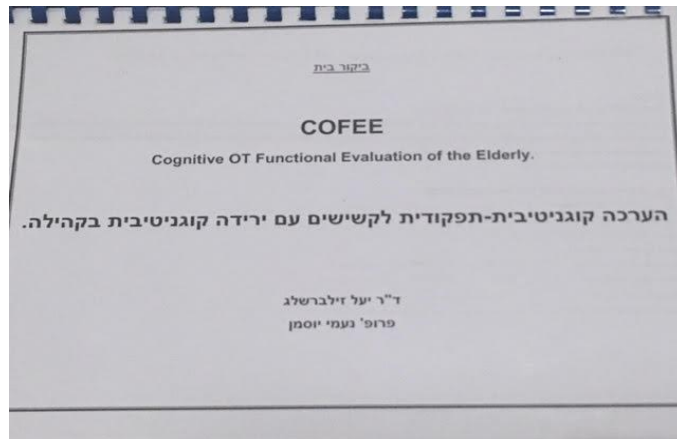 ביקור בית
COFEE
Cognitive OT Functional Evaluation of the Elderly.
הערכה קוגניטיבית-תפקודית לקשישים עם ירידה קוגניטיבית בקהילה.
ד"ר יעל זילברשלג
פרופ' נעמי יוסמן